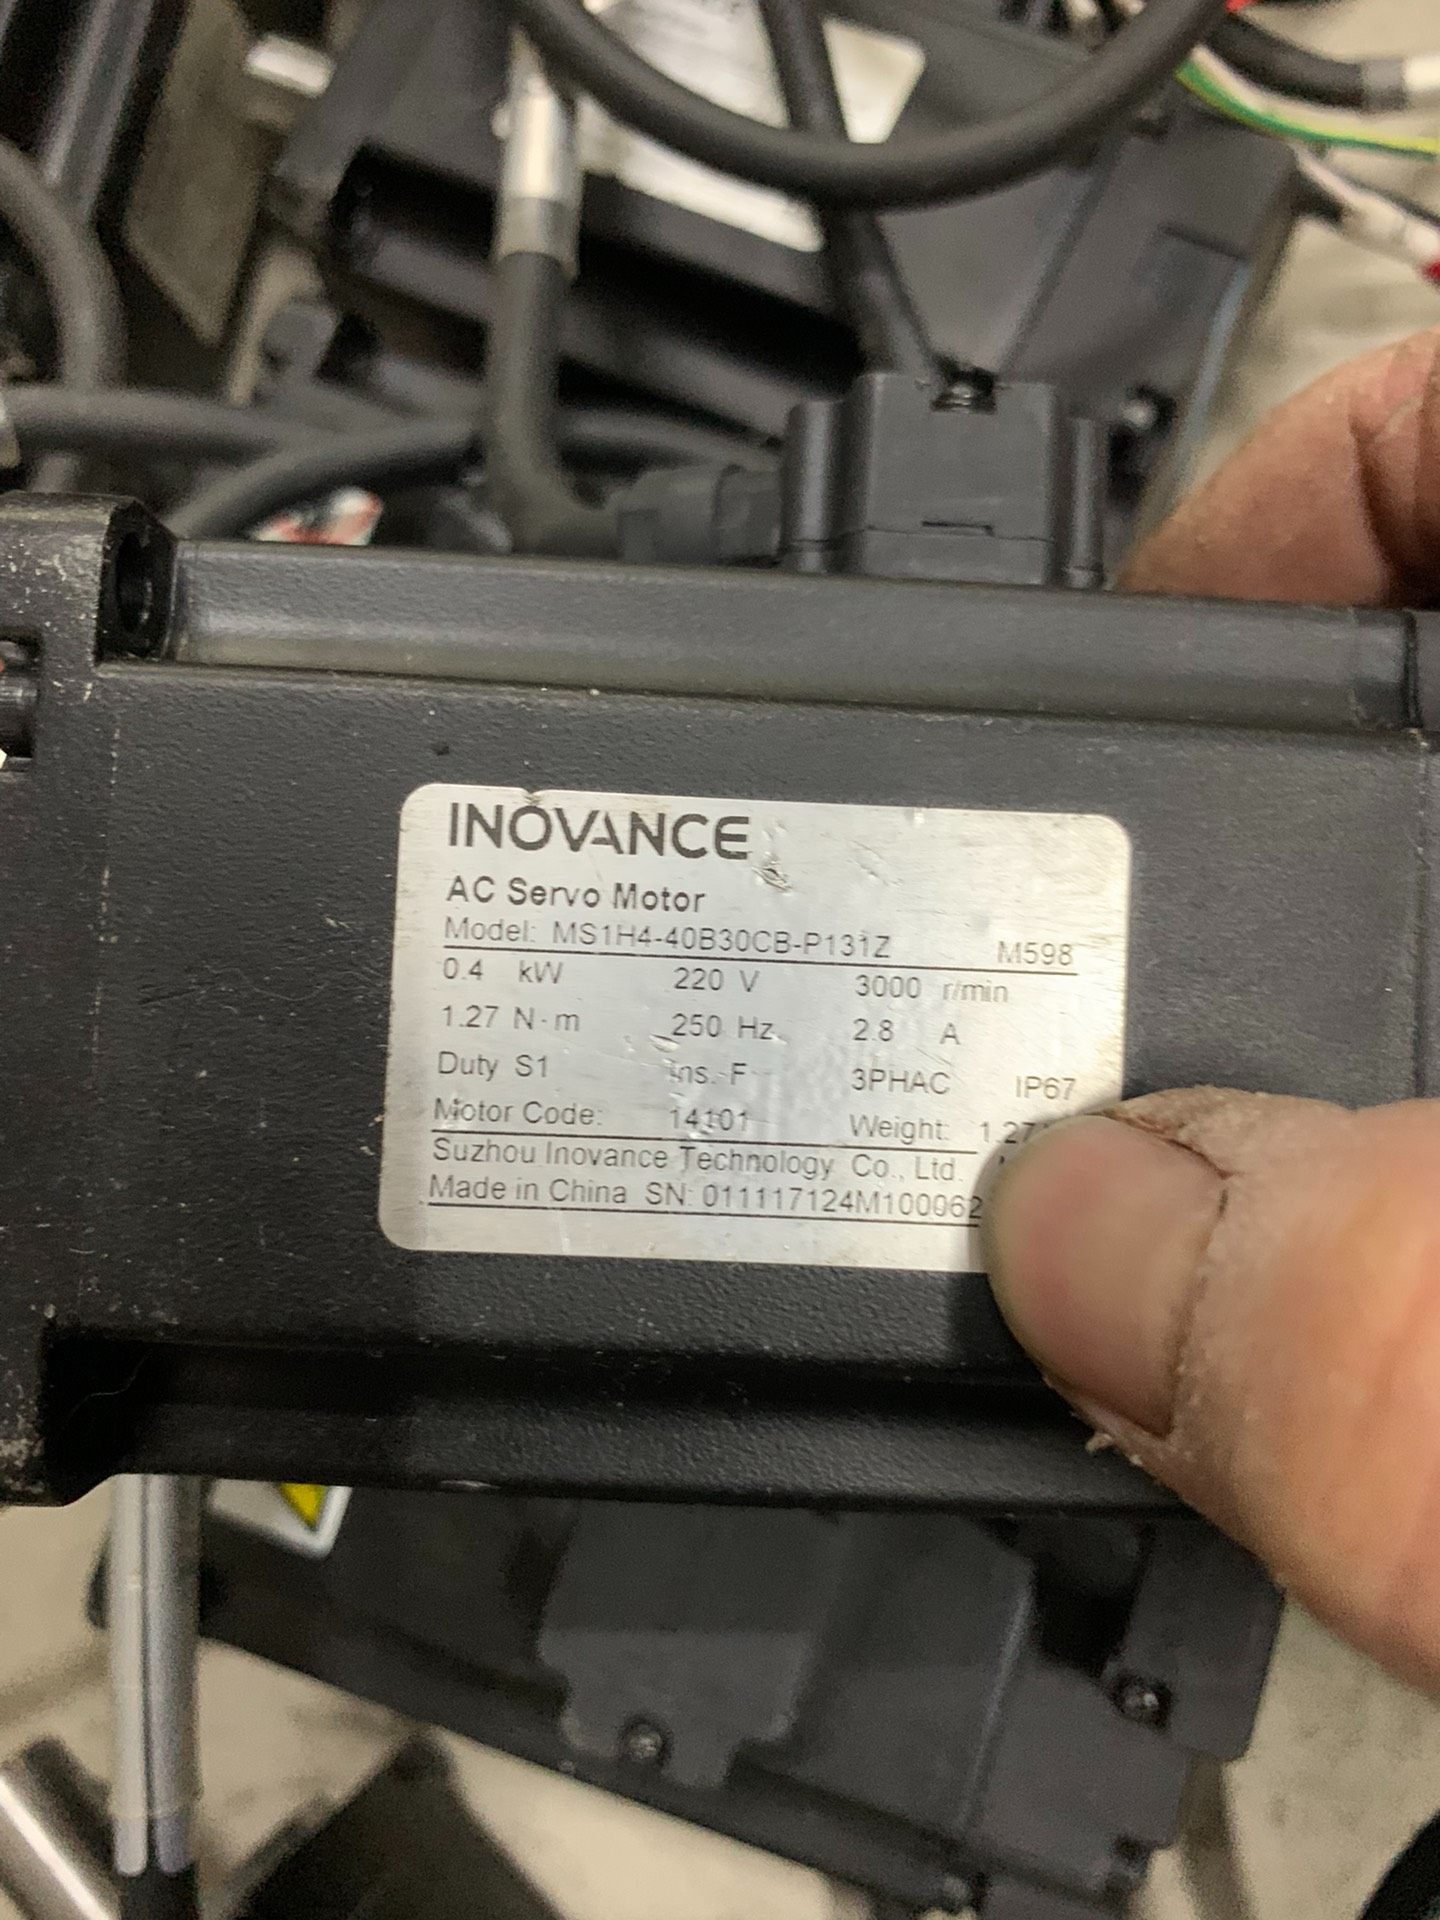 INOVANCE
AC Servo Motor
Model: MS1H4-40B30CB-P131Z M598
0.4 kW 220 V 3000 r/min
1.27 N·m 250 Hz 2.8 A
Duty S1 Ins. F 3PHAC IP67
Motor Code: 14101 Weight: 1.27
Suzhou Inovance Technology Co., Ltd.
Made in China SN: 011117124M100062